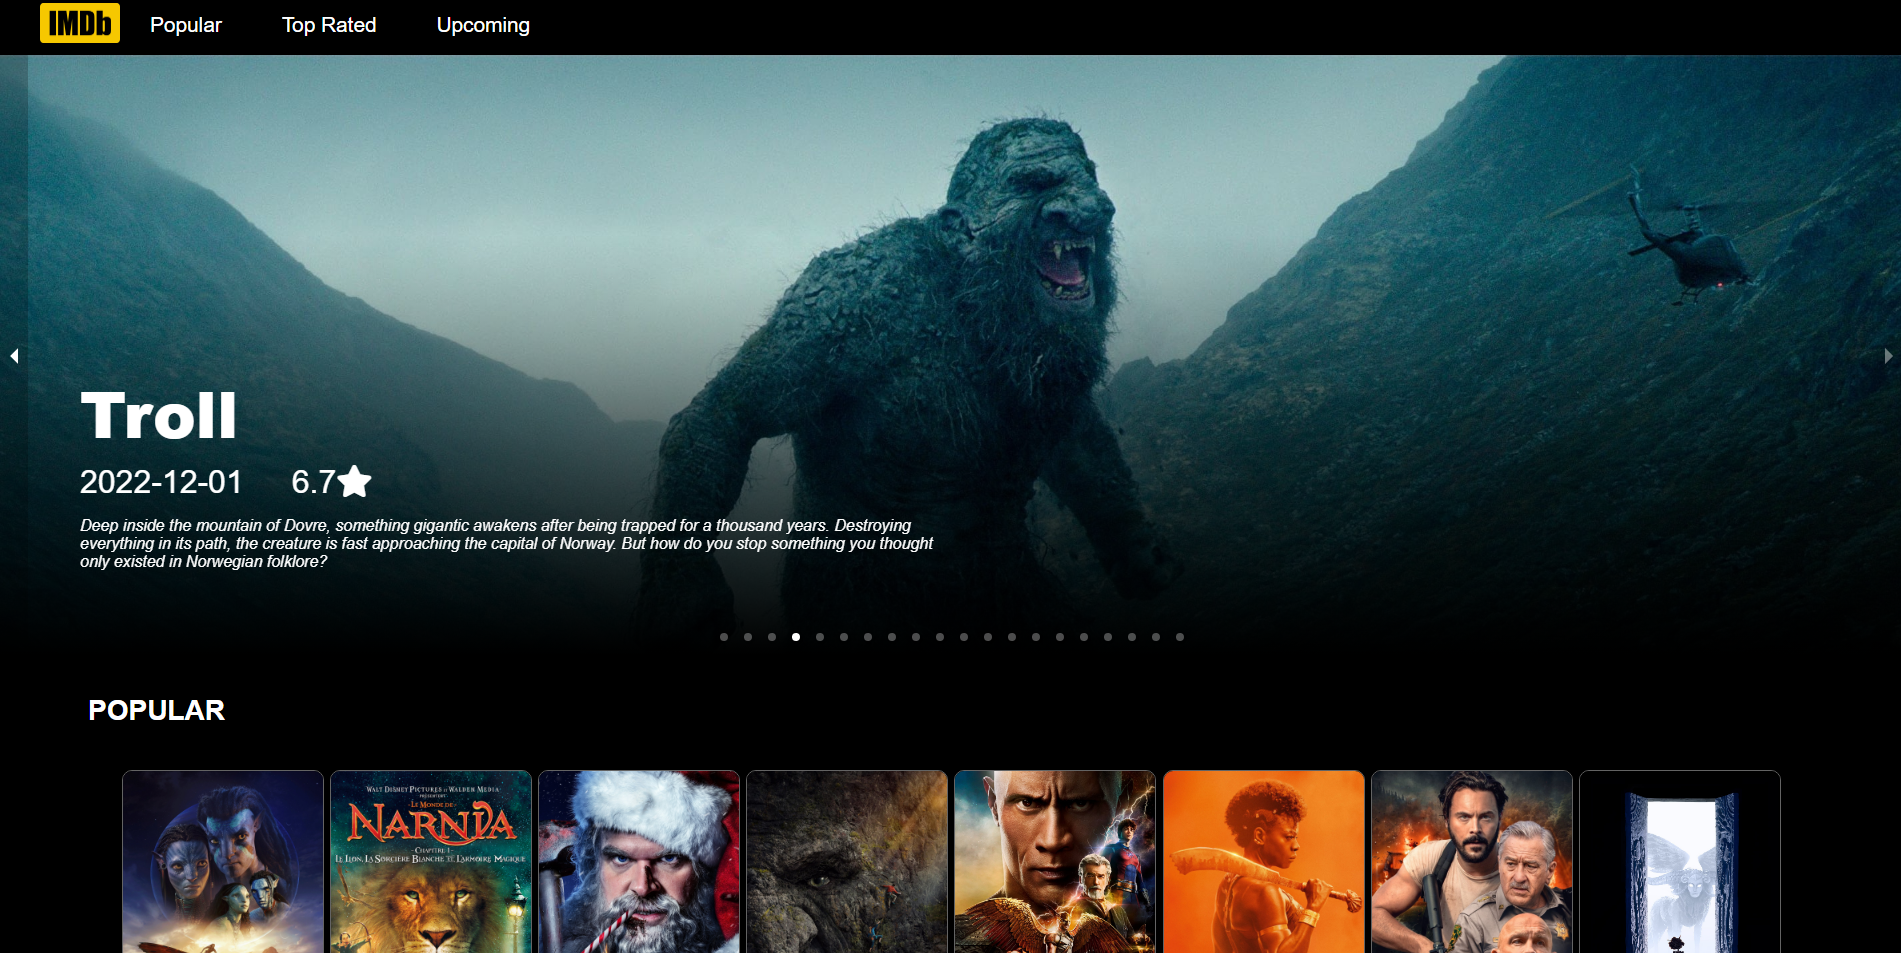 IMDb
Popular
Top Rated
Upcoming
Troll
2022-12-01 6.7
Deep inside the mountain of Dovre, something gigantic awakens after being trapped for a thousand years. Destroying
everything in its path, the creature is fast approaching the capital of Norway. But how do you stop something you thought
only existed in Norwegian folklore?
POPULAR
WALT DISNEY PICTURES ET WALDEN MEDIA
PRÉSENTENT
LE MONDE DE
NARNIA
- CHAPITRE 1 -
LE LION, LA SORCIÈRE BLANCHE ET L'ARMOIRE MAGIQUE